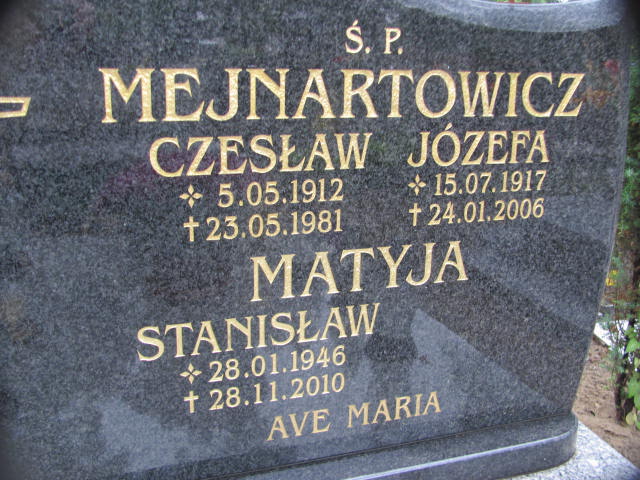 Ś. P.
MEJNARTOWICZ
CZESŁAW JÓZEFA
✧ 5.05.1912 ✧ 15.07.1917
† 23.05.1981 † 24.01.2006
MATYJA
STANISŁAW
✧ 28.01.1946
† 28.11.2010
AVE MARIA